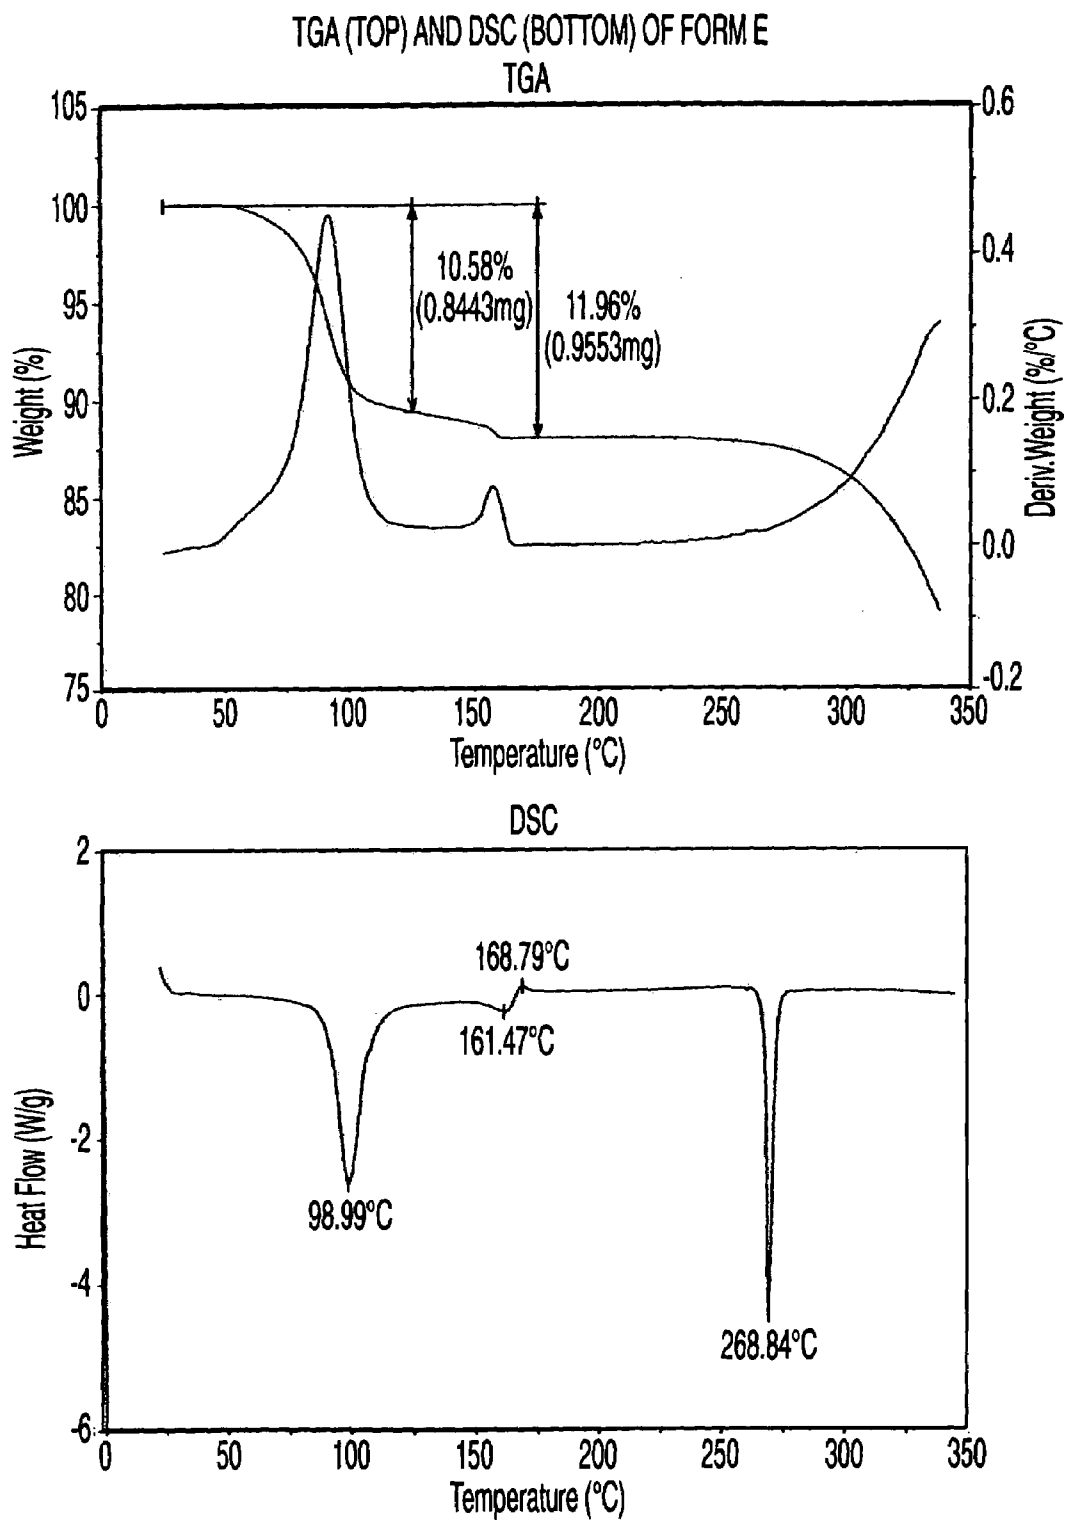 TGA (TOP) AND DSC (BOTTOM) OF FORM E
TGA
105
100
95
90
85
80
75
0.6
0.4
0.2
0.0
-0.2
10.58%
(0.8443mg)
11.96%
(0.9553mg)
Weight (%)
Deriv.Weight (%/°C)
0 50 100 150 200 250 300 350
Temperature (°C)
DSC
2
0
-2
-4
-6
168.79°C
161.47°C
98.99°C
268.84°C
Heat Flow (W/g)
0 50 100 150 200 250 300 350
Temperature (°C)